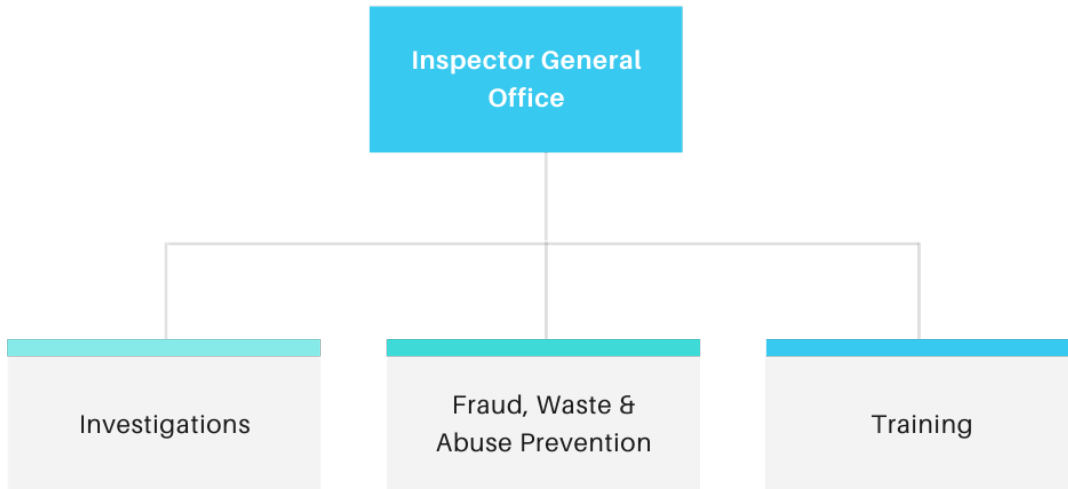 Inspector General
Office
Investigations
Fraud, Waste &
Abuse Prevention
Training